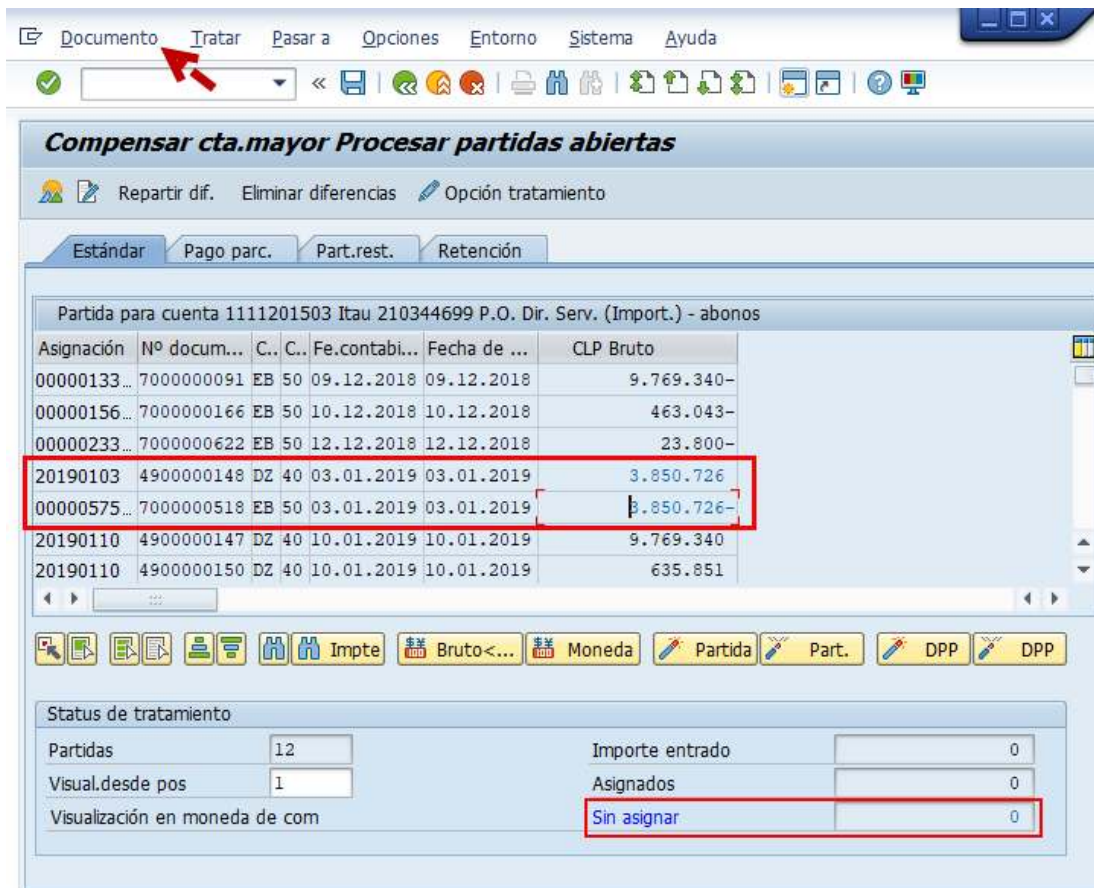 Documento Tratar Pasar a Opciones Entorno Sistema Ayuda
Compensar cta.mayor Procesar partidas abiertas
Repartir dif. Eliminar diferencias Opción tratamiento
Estándar Pago parc. Part.rest. Retención
Partida para cuenta 1111201503 Itau 210344699 P.O. Dir. Serv. (Import.) - abonos
Asignación Nº docum... C.. C.. Fe.contabi... Fecha de ... CLP Bruto
00000133... 7000000091 EB 50 09.12.2018 09.12.2018 9.769.340-
00000156... 7000000166 EB 50 10.12.2018 10.12.2018 463.043-
00000233... 7000000622 EB 50 12.12.2018 12.12.2018 23.800-
20190103 4900000148 DZ 40 03.01.2019 03.01.2019 3.850.726
00000575... 7000000518 EB 50 03.01.2019 03.01.2019 3.850.726-
20190110 4900000147 DZ 40 10.01.2019 10.01.2019 9.769.340
20190110 4900000150 DZ 40 10.01.2019 10.01.2019 635.851
Impte Bruto<... Moneda Partida Part. DPP DPP
Status de tratamiento
Partidas 12 Importe entrado 0
Visual.desde pos 1 Asignados 0
Visualización en moneda de com Sin asignar 0